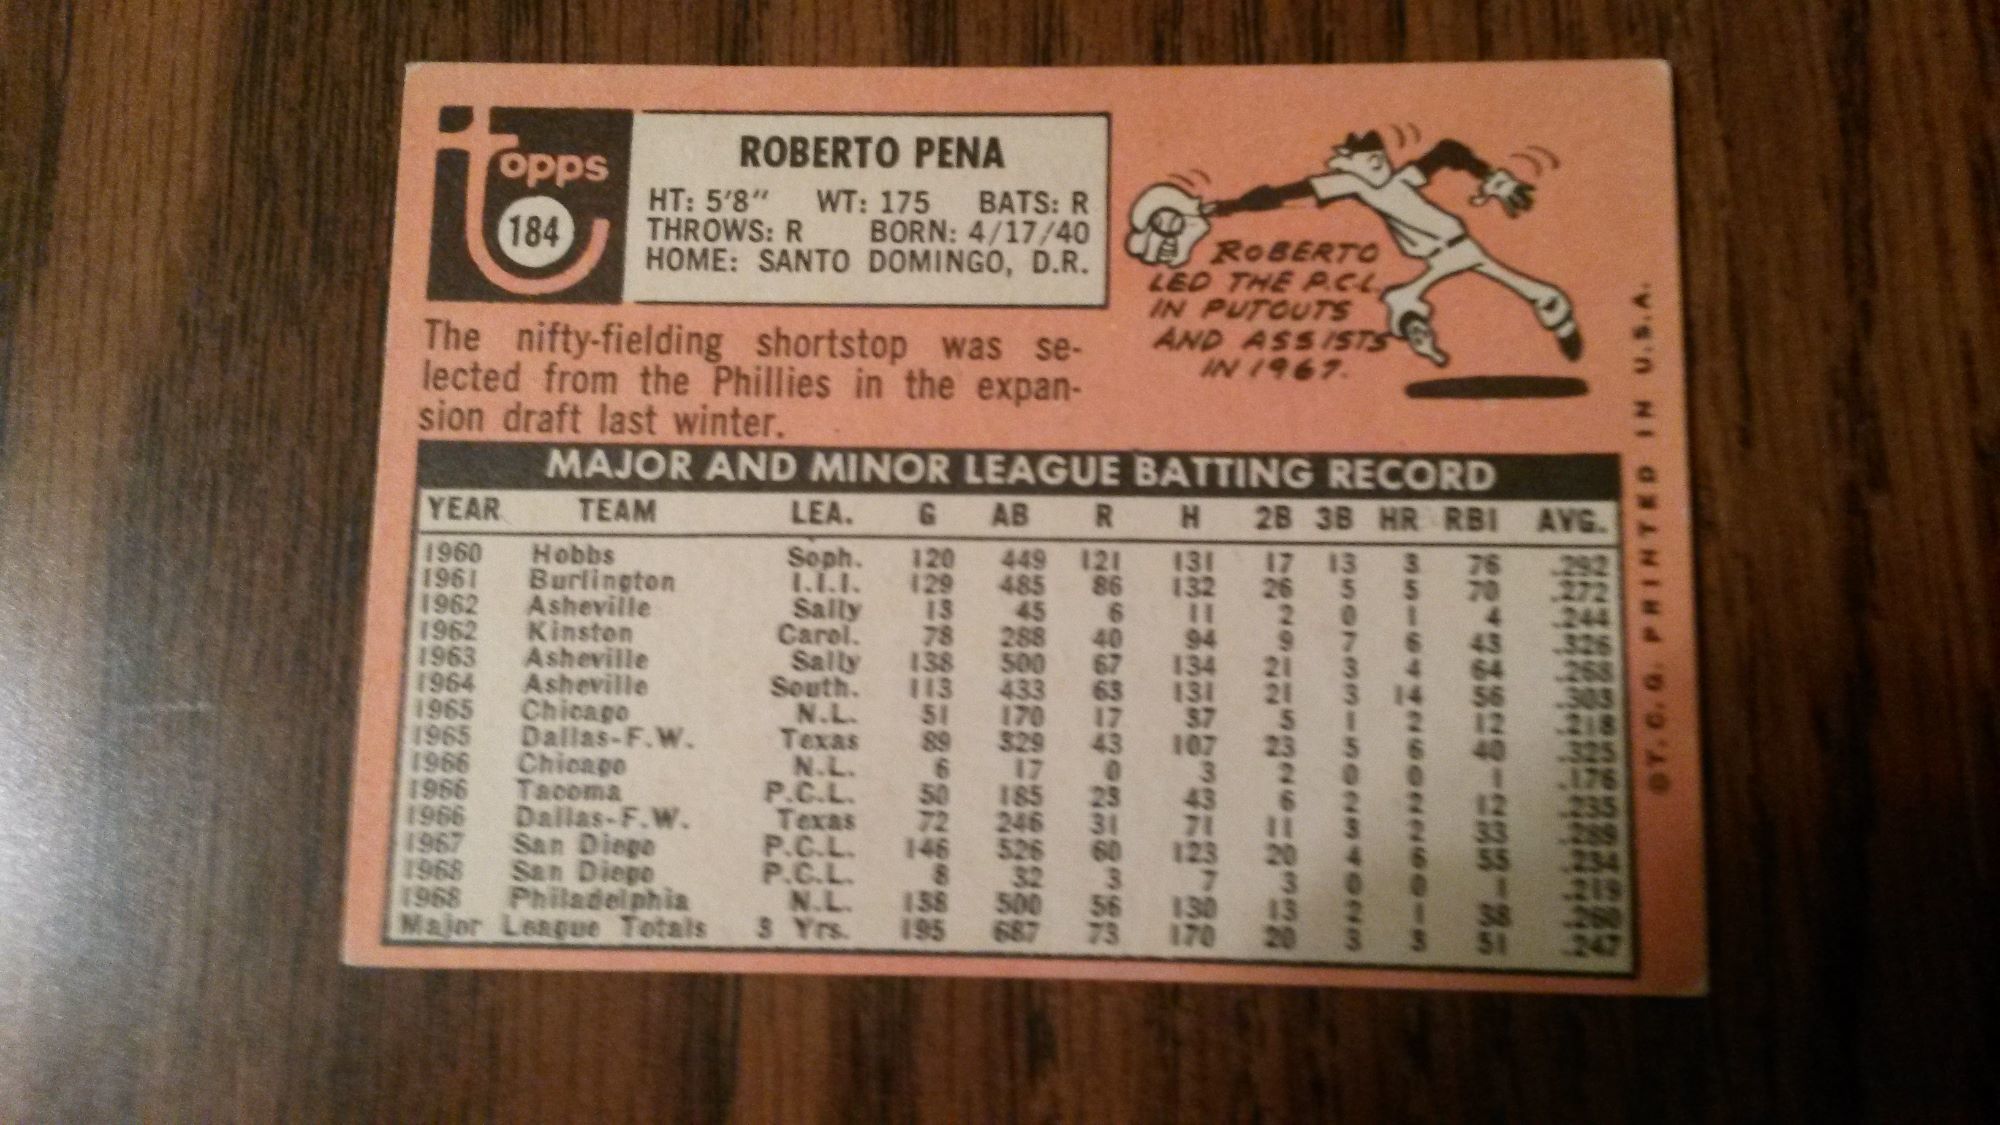 Topps
184
ROBERTO PENA
HT: 5'8" WT: 175 BATS: R
THROWS: R BORN: 4/17/40
HOME: SANTO DOMINGO, D.R.
ROBERTO
LED THE P.C.L.
IN PUTOUTS
AND ASSISTS
IN 1967.
The nifty-fielding shortstop was se-
lected from the Phillies in the expan-
sion draft last winter.
MAJOR AND MINOR LEAGUE BATTING RECORD
YEAR TEAM LEA. G AB R H 2B 3B HR RBI AVG.
1960 Hobbs Soph. 120 449 121 131 17 13 3 76 .292
1961 Burlington I.I.I. 129 485 86 132 26 5 5 70 .272
1962 Asheville Sally 13 45 6 11 2 0 1 4 .244
1962 Kinston Carol. 78 288 40 94 9 7 6 43 .326
1963 Asheville Sally 138 500 67 134 21 3 4 64 .268
1964 Asheville South. 113 433 63 131 21 3 14 56 .303
1965 Chicago N.L. 51 170 17 37 5 1 2 12 .218
1965 Dallas-F.W. Texas 89 329 43 107 23 5 6 40 .325
1966 Chicago N.L. 6 17 0 3 2 0 0 1 .176
1966 Tacoma P.C.L. 50 185 23 43 6 2 2 12 .235
1966 Dallas-F.W. Texas 72 246 31 71 11 3 2 33 .289
1967 San Diego P.C.L. 146 526 60 123 20 4 6 55 .234
1968 San Diego P.C.L. 8 32 3 7 3 0 0 1 .219
1968 Philadelphia N.L. 138 500 56 130 13 2 1 38 .260
Major League Totals 3 Yrs. 195 687 73 170 20 3 3 51 .247
©T.C.G. PRINTED IN U.S.A.